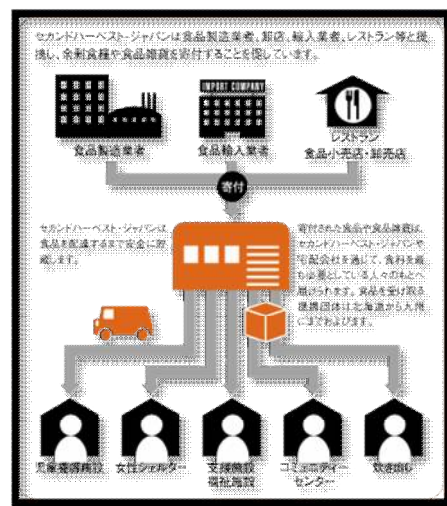 セカンドハーベスト・ジャパンは食品製造業者、卸店、輸入業者、レストラン等と提
携し、余剰食糧や食品雑貨を寄付することを促しています。
IMPORT COMPANY
食品製造業者
食品輸入業者
レストラン
食品小売店・卸売店
寄付
セカンドハーベスト・ジャパンは、
食品を配達するまで安全に貯
蔵します。
寄付された食品や食品雑貨は、
セカンドハーベスト・ジャパンや
宅配会社を通じて、食料を最
も必要としている人々のもとへ
届けられます。食品を受け取る
提携団体は北海道から九州
にまでおよびます。
児童養護施設
女性シェルター
支援施設
福祉施設
コミュニティー
センター
炊き出し